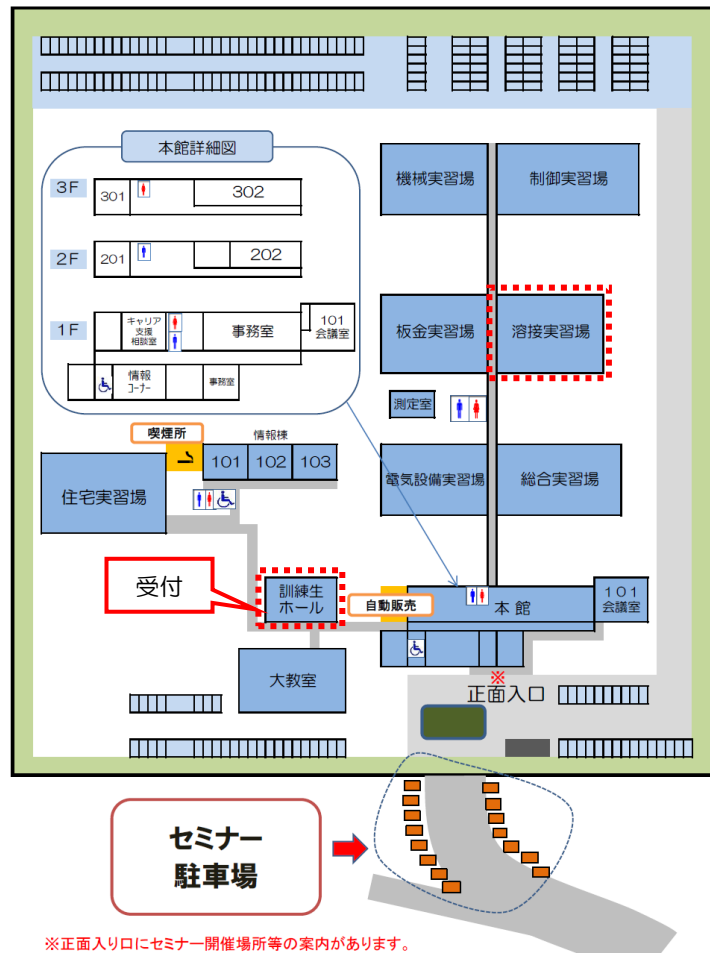 本館詳細図
3F
301
302
2F
201
202
1F
キャリア
支援
相談室
事務室
101
会議室
情報
コーナー
事務室
機械実習場
制御実習場
板金実習場
溶接実習場
測定室
喫煙所
情報棟
101
102
103
住宅実習場
電気設備実習場
総合実習場
受付
訓練生
ホール
自動販売
本館
101
会議室
大教室
※
正面入口
セミナー
駐車場
※正面入り口にセミナー開催場所等の案内があります。